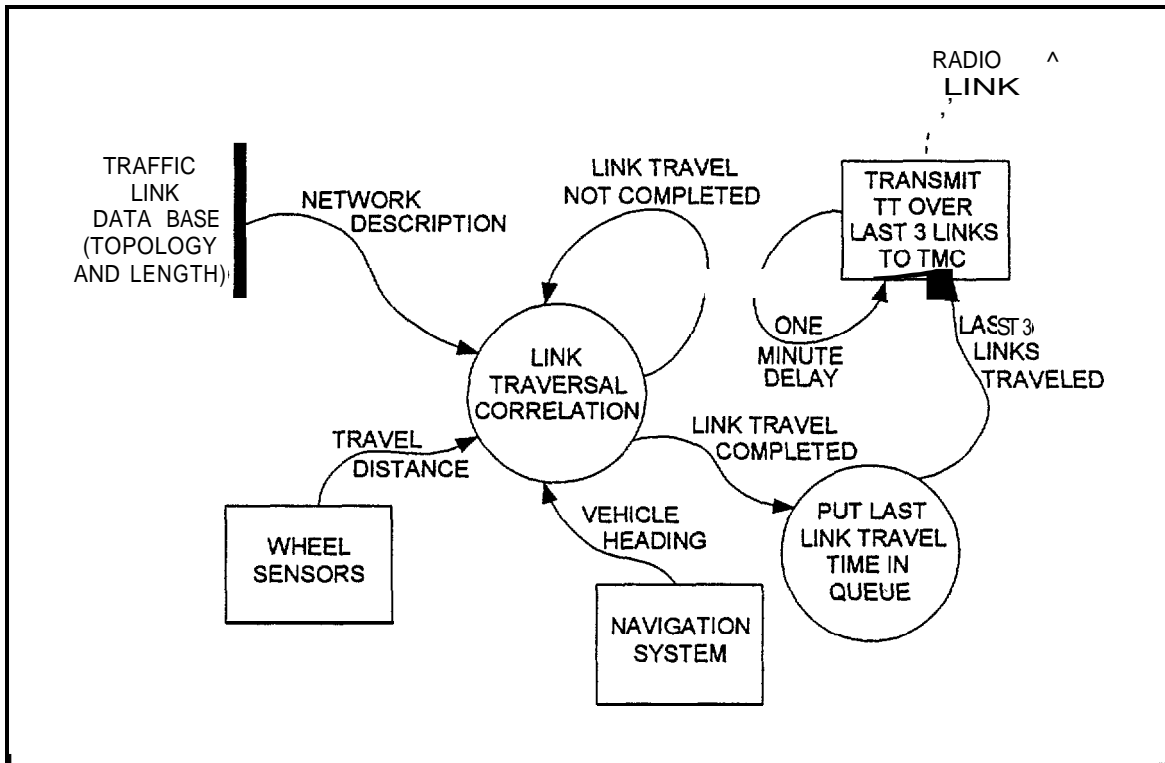 RADIO ^
LINK
TRAFFIC
LINK
DATA BASE
(TOPOLOGY
AND LENGTH)
NETWORK
DESCRIPTION
LINK TRAVEL
NOT COMPLETED
TRANSMIT
TT OVER
LAST 3 LINKS
TO TMC
ONE
MINUTE
DELAY
LINKS
TRAVELED
LINK
TRAVERSAL
CORRELATION
TRAVEL
DISTANCE
LINK TRAVEL
COMPLETED
WHEEL
SENSORS
VEHICLE
HEADING
NAVIGATION
SYSTEM
PUT LAST
LINK TRAVEL
TIME IN
QUEUE